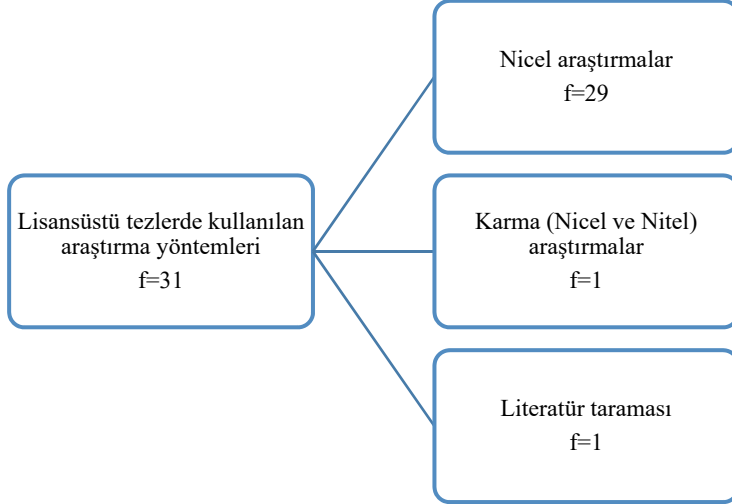 Nicel araştırmalar
f=29
Lisansüstü tezlerde kullanılan
araştırma yöntemleri
f=31
Karma (Nicel ve Nitel)
araştırmalar
f=1
Literatür taraması
f=1